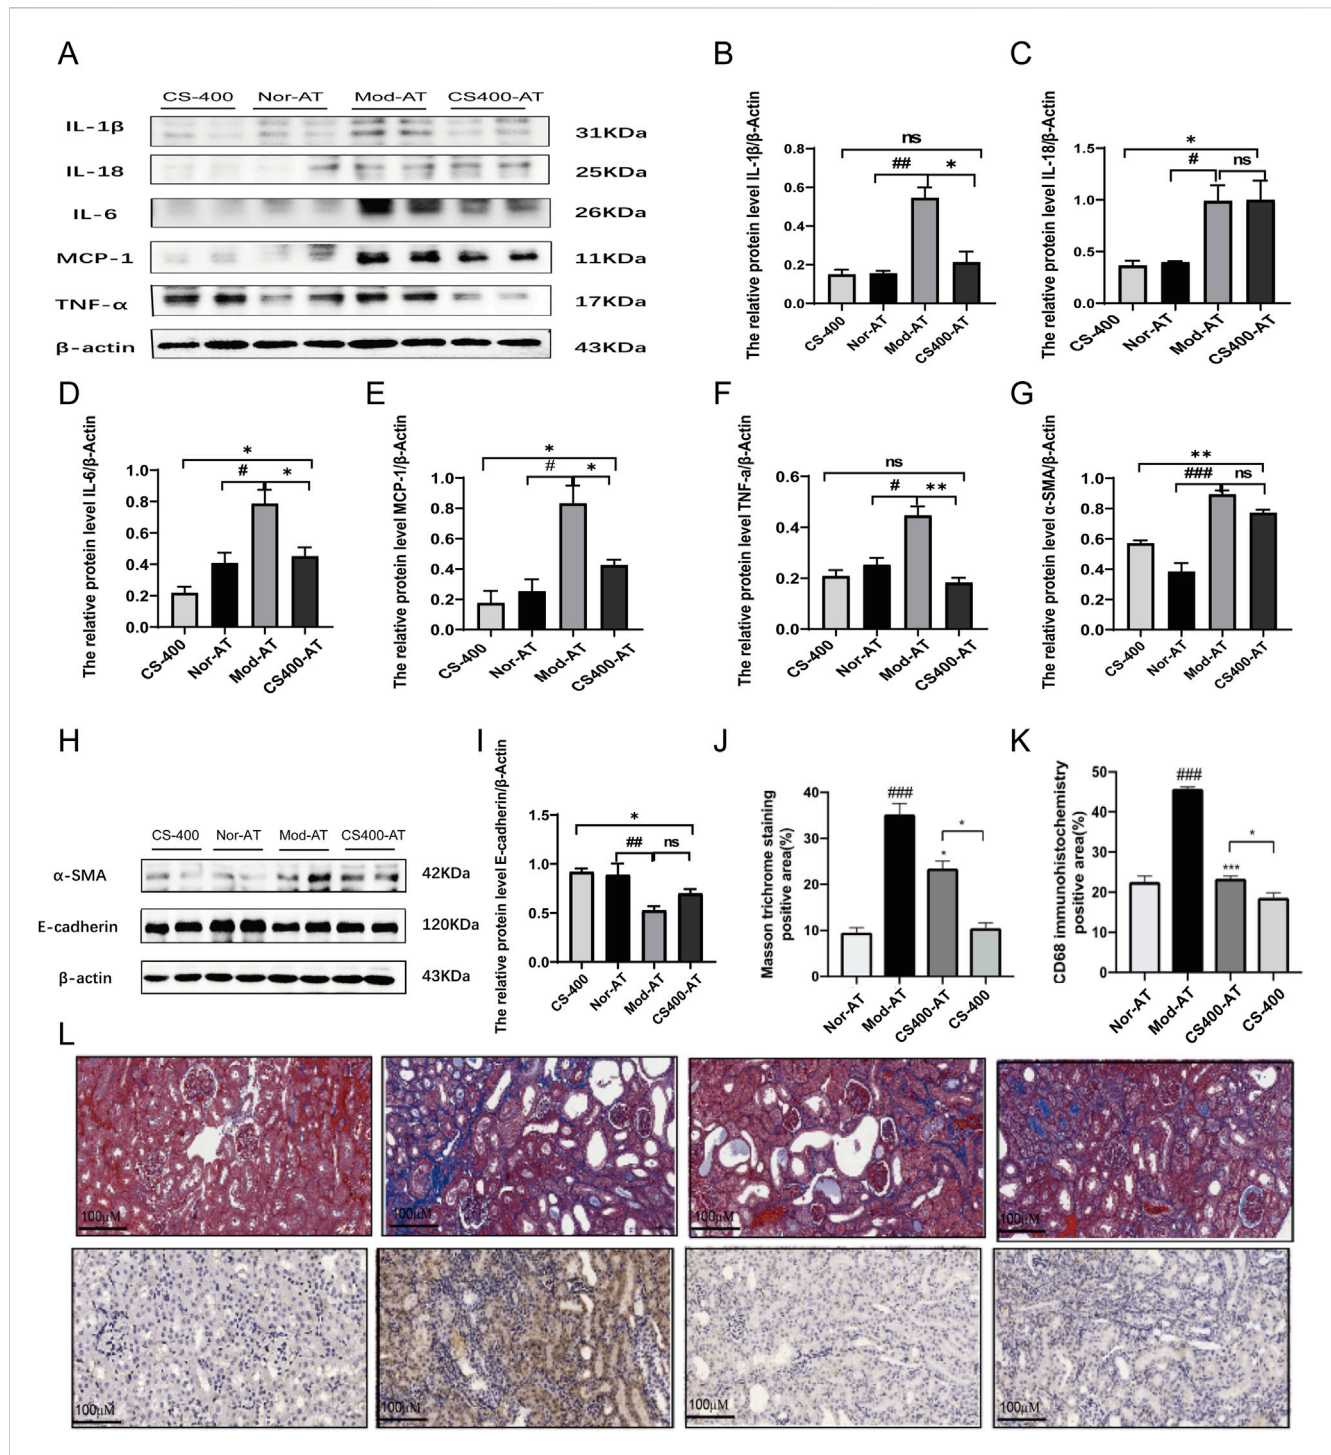 A
CS-400 Nor-AT Mod-AT CS400-AT
IL-1β 31KDa
IL-18 25KDa
IL-6 26KDa
MCP-1 11KDa
TNF-α 17KDa
β-actin 43KDa
B
The relative protein level IL-1β/β-Actin
ns
## *
0.8
0.6
0.4
0.2
0.0
CS-400 Nor-AT Mod-AT CS400-AT
C
The relative protein level IL-18/β-Actin
*
# ns
1.5
1.0
0.5
0.0
CS-400 Nor-AT Mod-AT CS400-AT
D
The relative protein level IL-6/β-Actin
*
# *
1.0
0.8
0.6
0.4
0.2
0.0
CS-400 Nor-AT Mod-AT CS400-AT
E
The relative protein level MCP-1/β-Actin
*
# *
1.0
0.8
0.6
0.4
0.2
0.0
CS-400 Nor-AT Mod-AT CS400-AT
F
The relative protein level TNF-a/β-Actin
ns
# **
0.6
0.4
0.2
0.0
CS-400 Nor-AT Mod-AT CS400-AT
G
The relative protein level α-SMA/β-Actin
**
### ns
1.0
0.8
0.6
0.4
0.2
0.0
CS-400 Nor-AT Mod-AT CS400-AT
H
CS-400 Nor-AT Mod-AT CS400-AT
α-SMA 42KDa
E-cadherin 120KDa
β-actin 43KDa
I
The relative protein level E-cadherin/β-Actin
*
## ns
1.5
1.0
0.5
0.0
CS-400 Nor-AT Mod-AT CS400-AT
J
Masson trichrome staining
positive area(%)
###
*
*
40
30
20
10
0
Nor-AT Mod-AT CS400-AT CS-400
K
CD68 immunohistochemistry
positive area(%)
###
*
***
50
40
30
20
10
0
Nor-AT Mod-AT CS400-AT CS-400
L
100μM 100μM 100μM 100μM
100μM 100μM 100μM 100μM